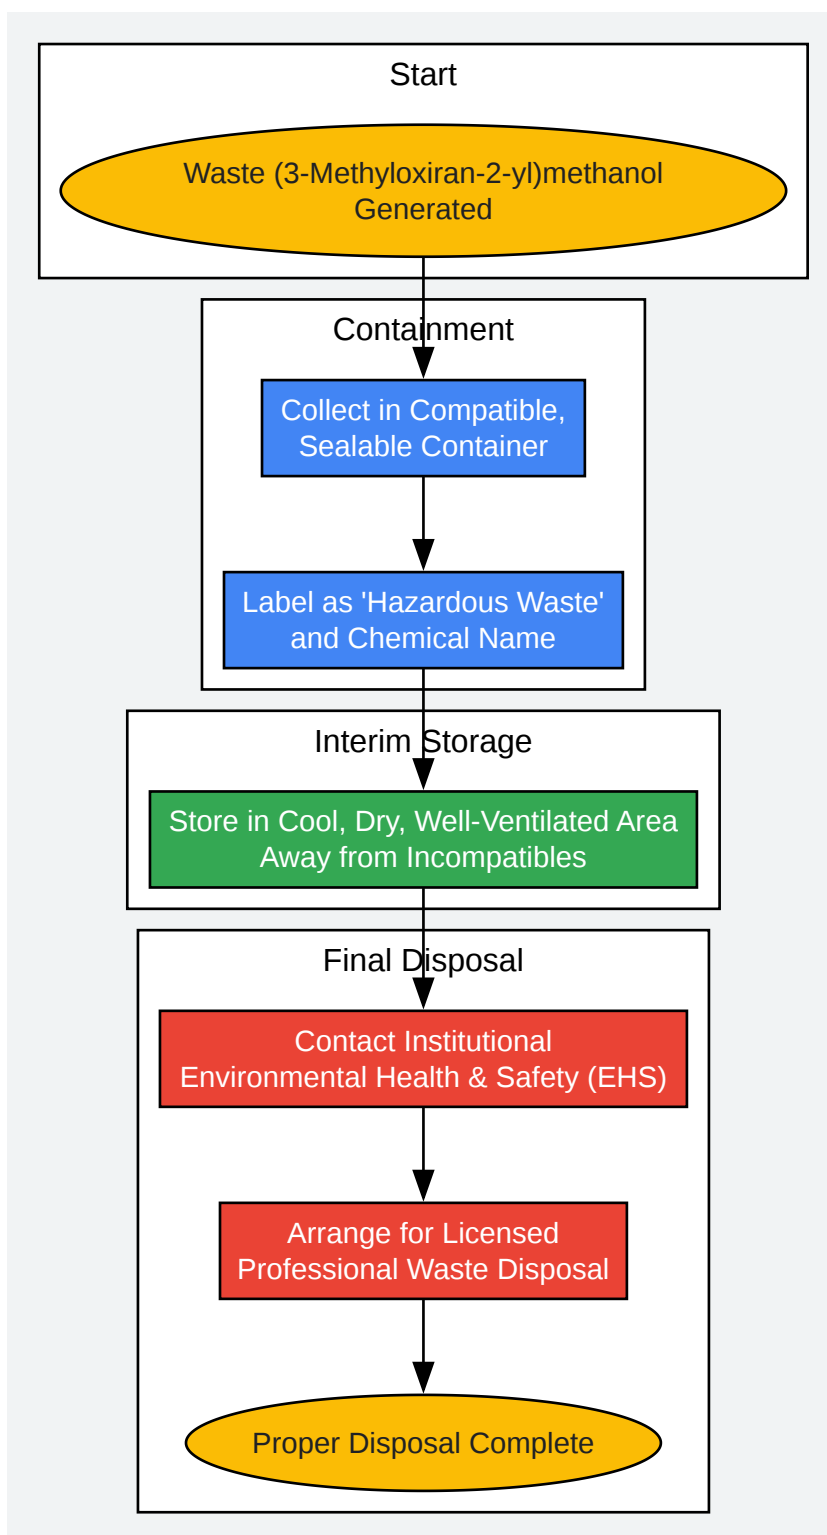 Start
Waste (3-Methyloxiran-2-yl)methanol
Generated
Containment
Collect in Compatible,
Sealable Container
Label as 'Hazardous Waste'
and Chemical Name
Interim Storage
Store in Cool, Dry, Well-Ventilated Area
Away from Incompatibles
Final Disposal
Contact Institutional
Environmental Health & Safety (EHS)
Arrange for Licensed
Professional Waste Disposal
Proper Disposal Complete